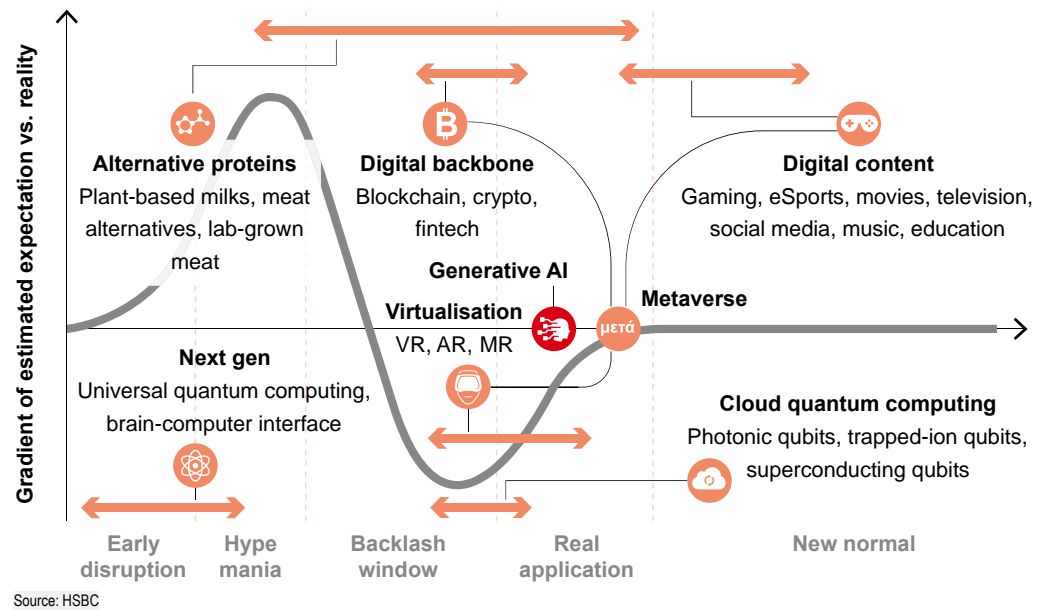 Gradient of estimated expectation vs. reality
Alternative proteins
Plant-based milks, meat
alternatives, lab-grown
meat
Digital backbone
Blockchain, crypto,
fintech
Digital content
Gaming, eSports, movies, television,
social media, music, education
Generative AI
Virtualisation
VR, AR, MR
μετά
Metaverse
Next gen
Universal quantum computing,
brain-computer interface
Cloud quantum computing
Photonic qubits, trapped-ion qubits,
superconducting qubits
Early
disruption
Hype
mania
Backlash
window
Real
application
New normal
Source: HSBC